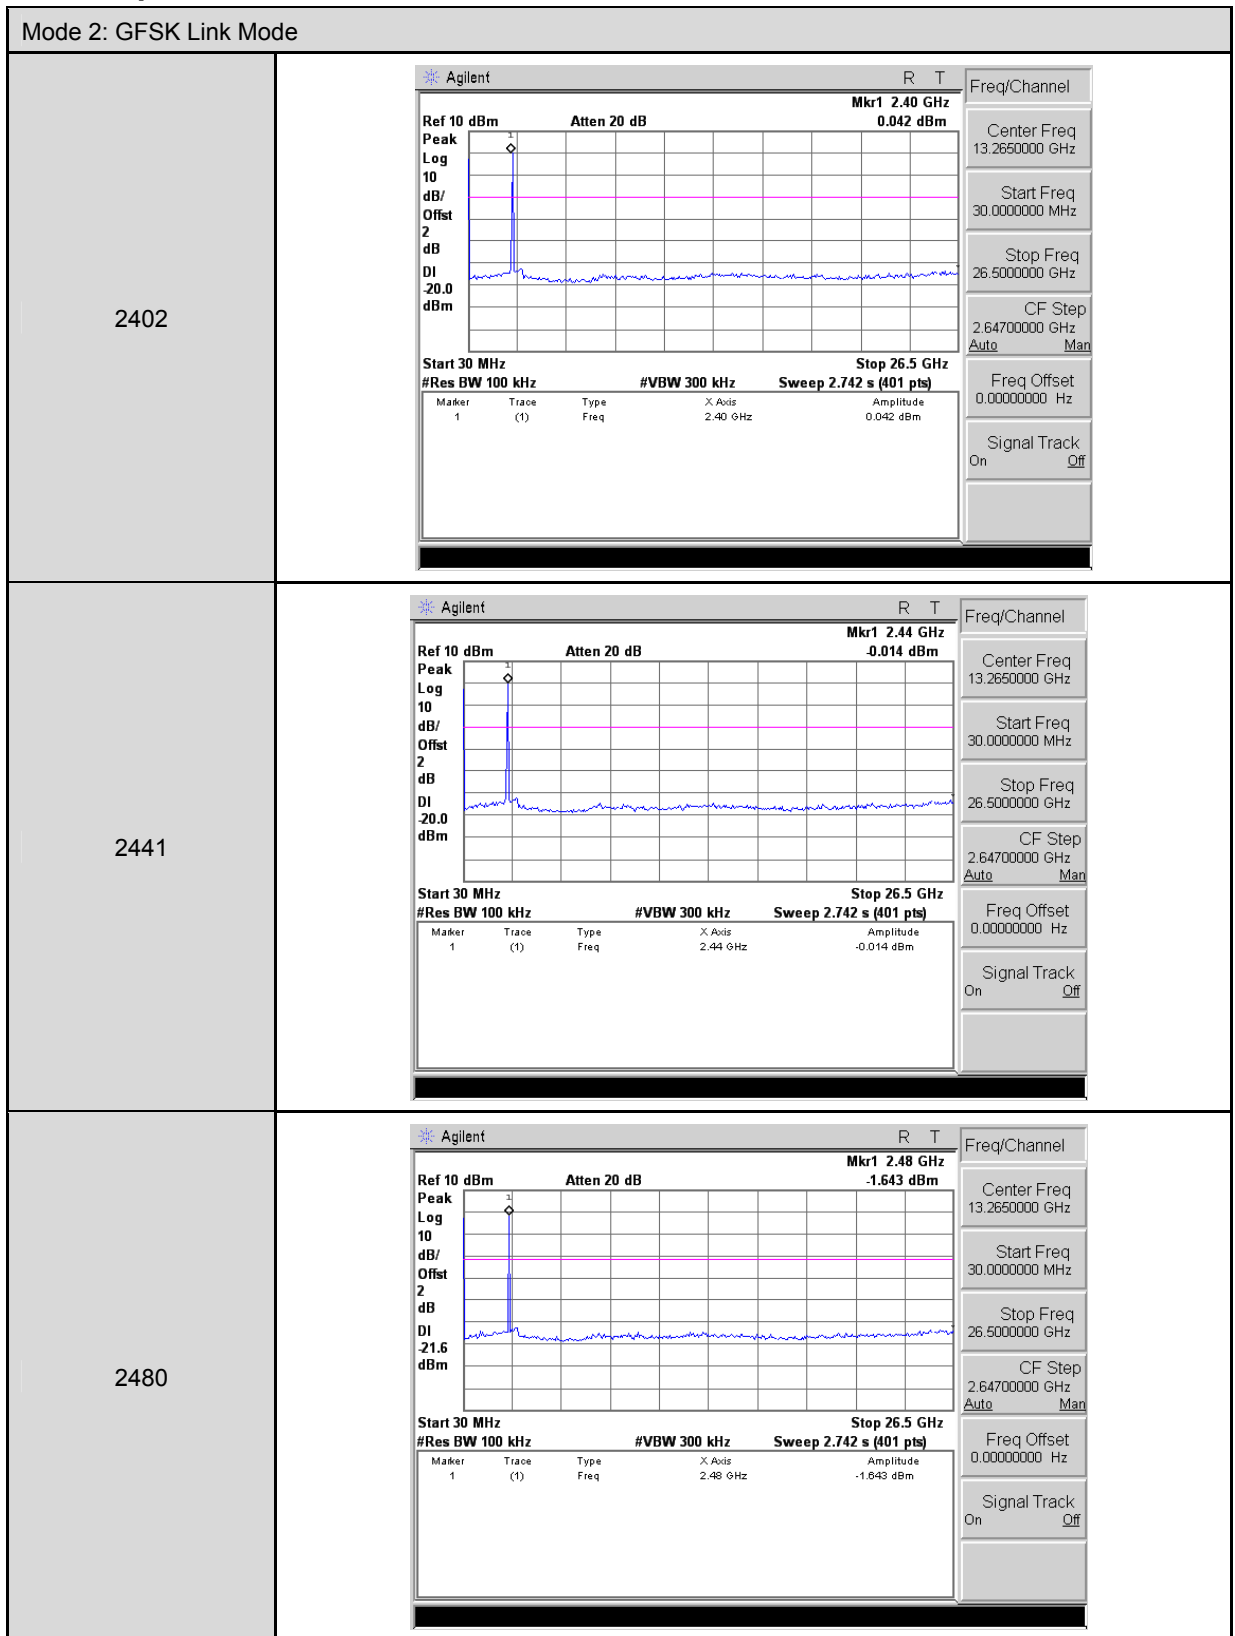 Mode 2: GFSK Link Mode
2402
Agilent R T
Mkr1 2.40 GHz
Ref 10 dBm Atten 20 dB 0.042 dBm
Peak
Log
10
dB/
Offst
2
dB
DI
-20.0
dBm
1
Start 30 MHz Stop 26.5 GHz
#Res BW 100 kHz #VBW 300 kHz Sweep 2.742 s (401 pts)
Marker Trace Type X Axis Amplitude
1 (1) Freq 2.40 GHz 0.042 dBm
Freq/Channel
Center Freq
13.2650000 GHz
Start Freq
30.0000000 MHz
Stop Freq
26.5000000 GHz
CF Step
2.64700000 GHz
Auto Man
Freq Offset
0.00000000 Hz
Signal Track
On Off
2441
Agilent R T
Mkr1 2.44 GHz
Ref 10 dBm Atten 20 dB -0.014 dBm
Peak
Log
10
dB/
Offst
2
dB
DI
-20.0
dBm
1
Start 30 MHz Stop 26.5 GHz
#Res BW 100 kHz #VBW 300 kHz Sweep 2.742 s (401 pts)
Marker Trace Type X Axis Amplitude
1 (1) Freq 2.44 GHz -0.014 dBm
Freq/Channel
Center Freq
13.2650000 GHz
Start Freq
30.0000000 MHz
Stop Freq
26.5000000 GHz
CF Step
2.64700000 GHz
Auto Man
Freq Offset
0.00000000 Hz
Signal Track
On Off
2480
Agilent R T
Mkr1 2.48 GHz
Ref 10 dBm Atten 20 dB -1.643 dBm
Peak
Log
10
dB/
Offst
2
dB
DI
-21.6
dBm
1
Start 30 MHz Stop 26.5 GHz
#Res BW 100 kHz #VBW 300 kHz Sweep 2.742 s (401 pts)
Marker Trace Type X Axis Amplitude
1 (1) Freq 2.48 GHz -1.643 dBm
Freq/Channel
Center Freq
13.2650000 GHz
Start Freq
30.0000000 MHz
Stop Freq
26.5000000 GHz
CF Step
2.64700000 GHz
Auto Man
Freq Offset
0.00000000 Hz
Signal Track
On Off